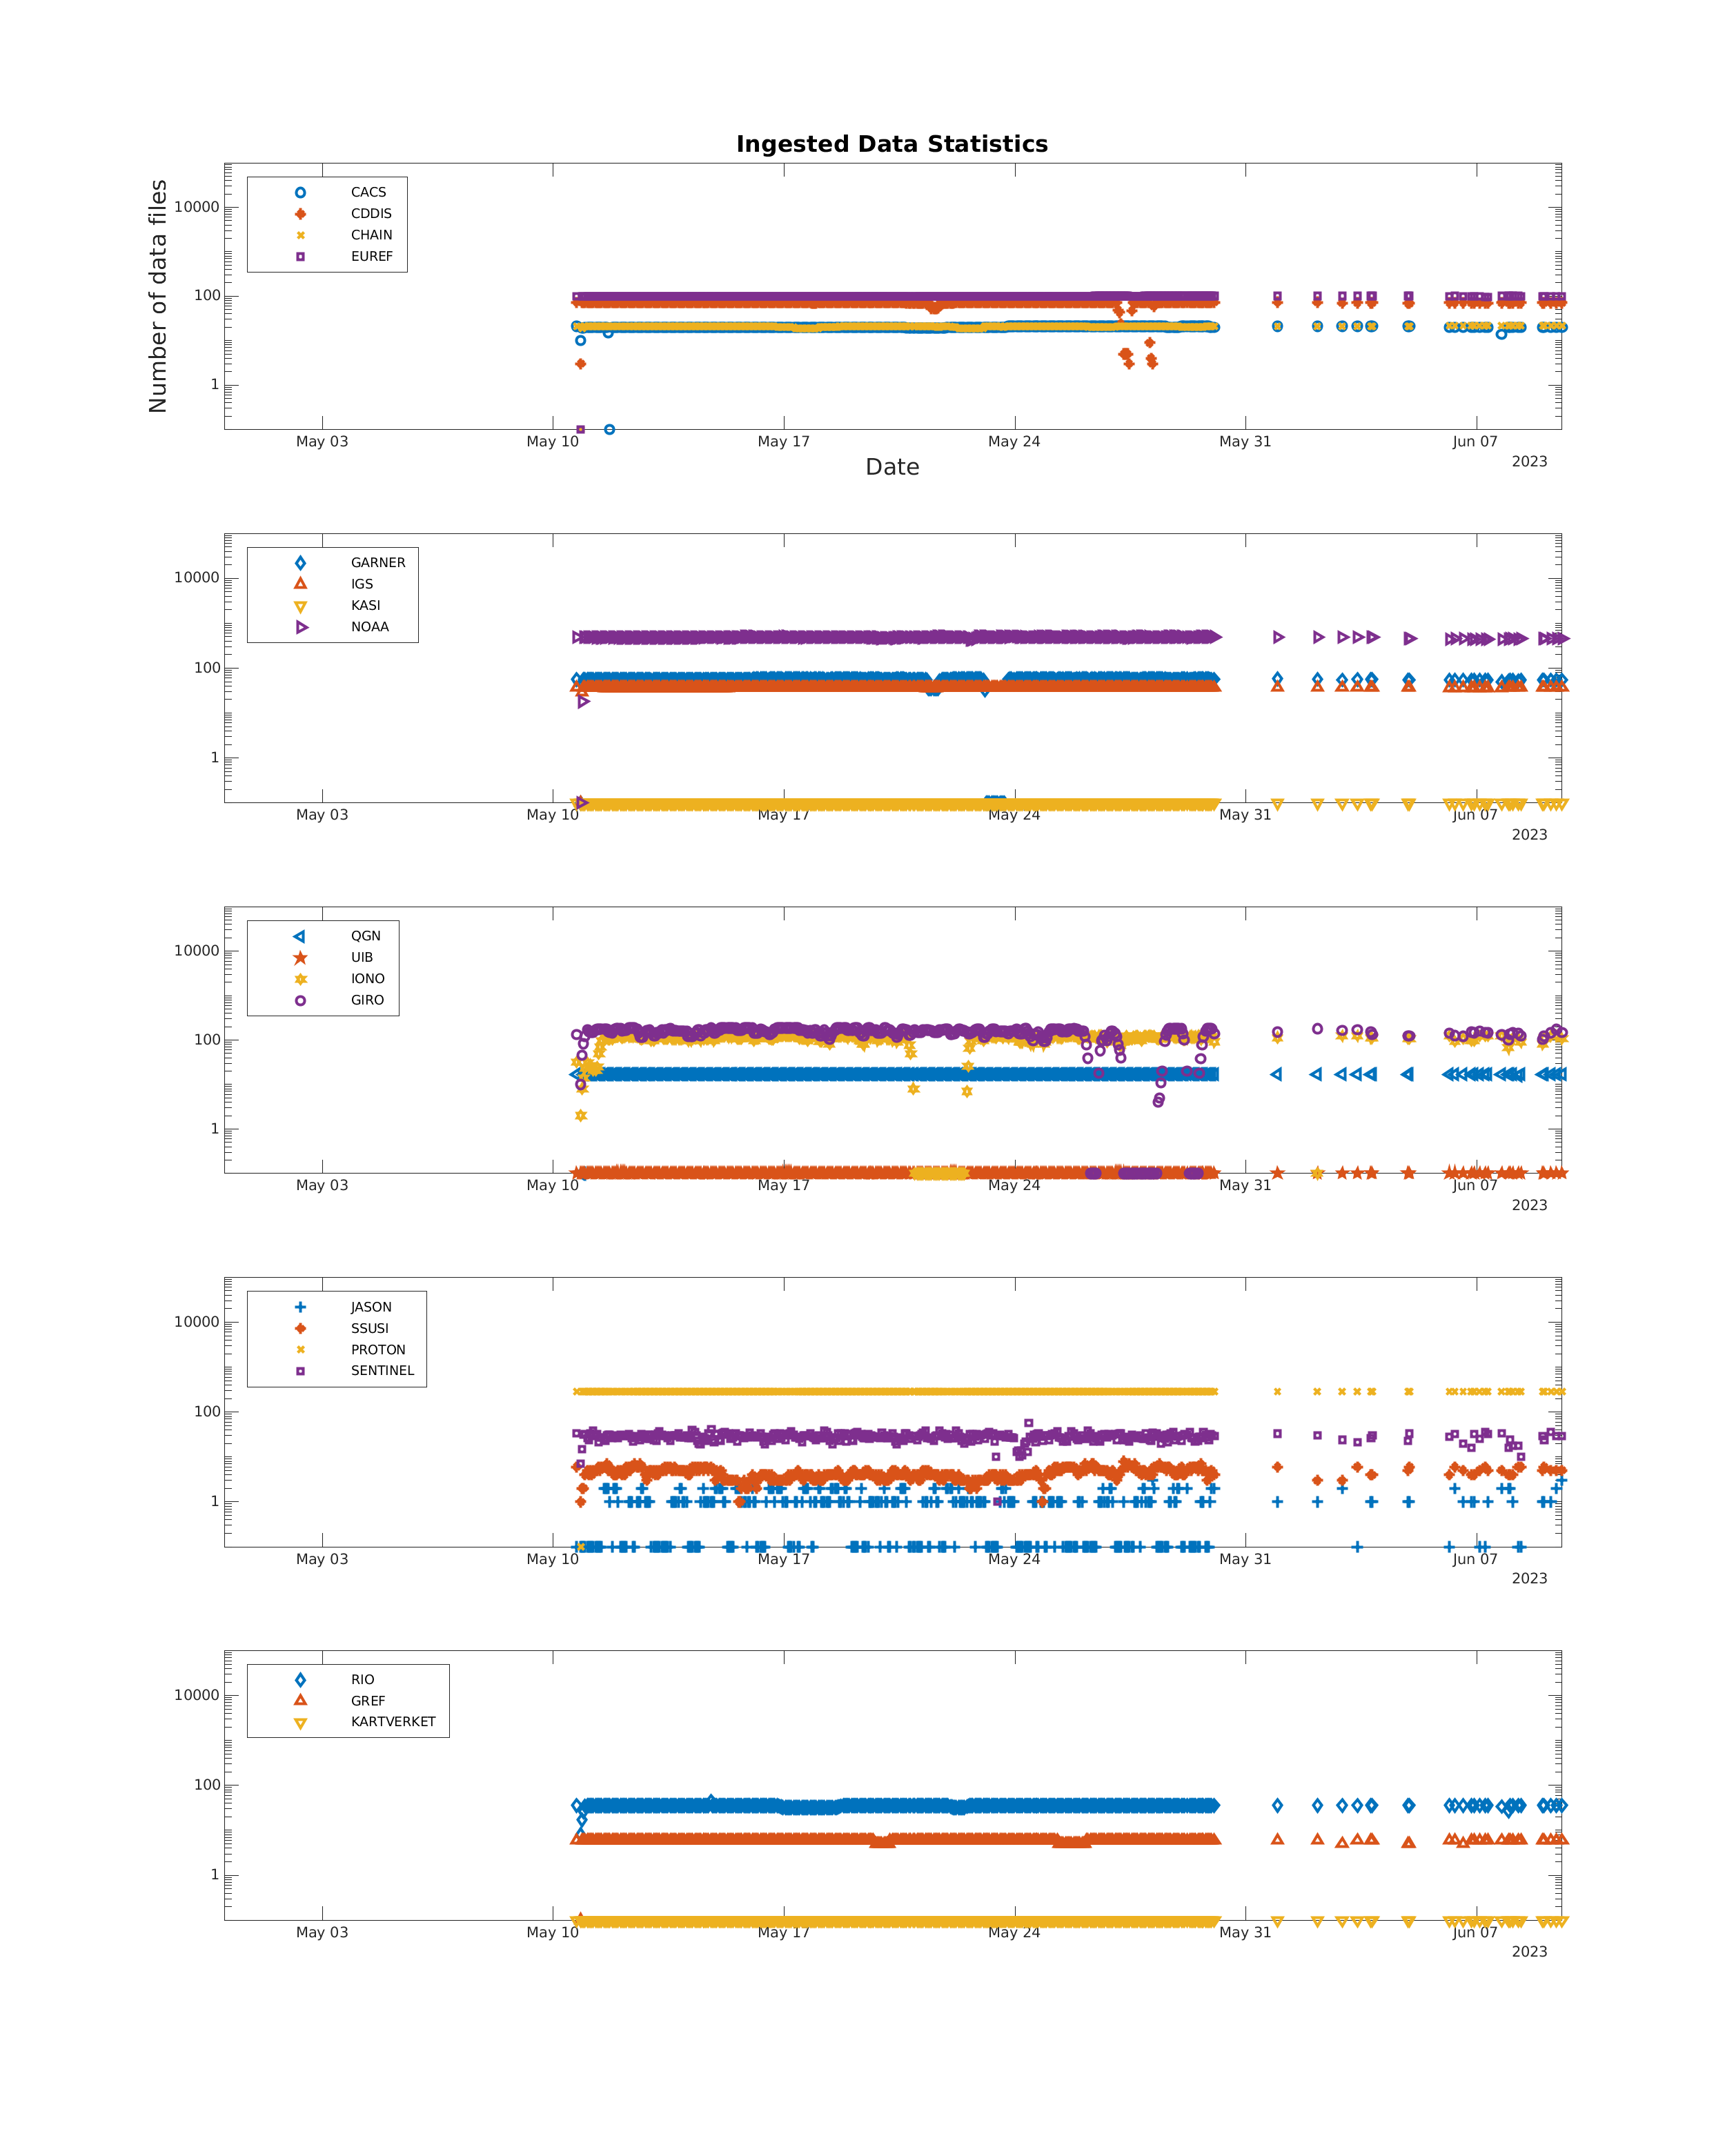 Ingested Data Statistics
Number of data files
CACS
CDDIS
CHAIN
EUREF
10000
100
1
May 03 May 10 May 17 May 24 May 31 Jun 07
2023
Date
GARNER
IGS
KASI
NOAA
10000
100
1
May 03 May 10 May 17 May 24 May 31 Jun 07
2023
QGN
UIB
IONO
GIRO
10000
100
1
May 03 May 10 May 17 May 24 May 31 Jun 07
2023
JASON
SSUSI
PROTON
SENTINEL
10000
100
1
May 03 May 10 May 17 May 24 May 31 Jun 07
2023
RIO
GREF
KARTVERKET
10000
100
1
May 03 May 10 May 17 May 24 May 31 Jun 07
2023